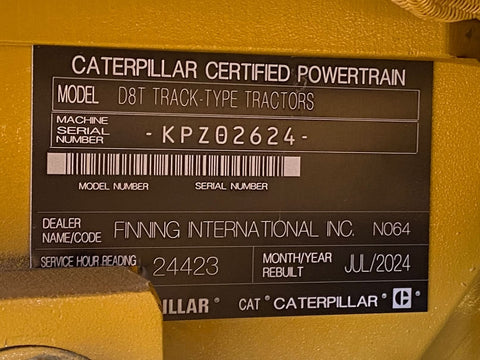 CATERPILLAR CERTIFIED POWERTRAIN
MODEL D8T TRACK-TYPE TRACTORS
MACHINE
SERIAL
NUMBER
-KPZ02624-
MODEL NUMBER SERIAL NUMBER
DEALER
NAME/CODE
FINNING INTERNATIONAL INC. N064
SERVICE HOUR READING 24423
MONTH/YEAR
REBUILT
JUL/2024
PILLAR® CAT® CATERPILLAR® C